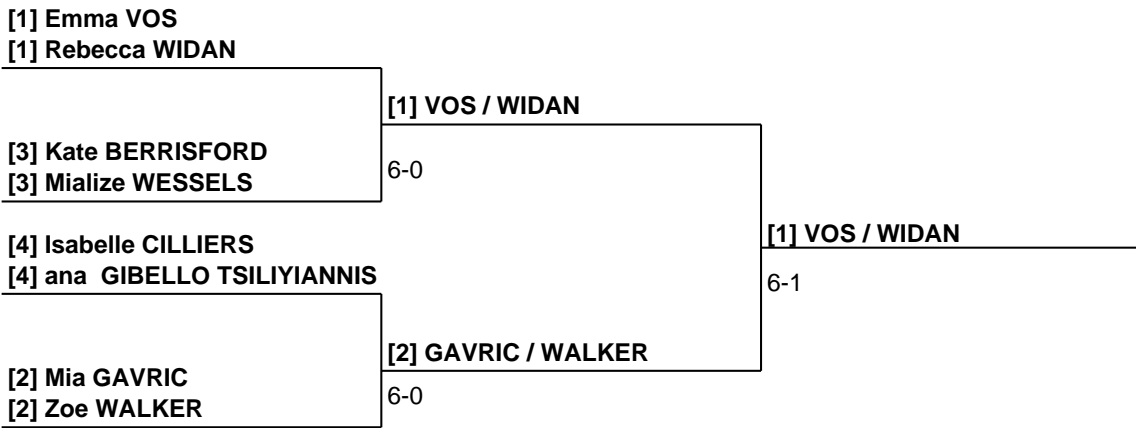 [1] Emma VOS
[1] Rebecca WIDAN
[1] VOS / WIDAN
[3] Kate BERRISFORD
[3] Mialize WESSELS
6-0
[1] VOS / WIDAN
[4] Isabelle CILLIERS
[4] ana  GIBELLO TSILIYIANNIS
6-1
[2] GAVRIC / WALKER
[2] Mia GAVRIC
[2] Zoe WALKER
6-0